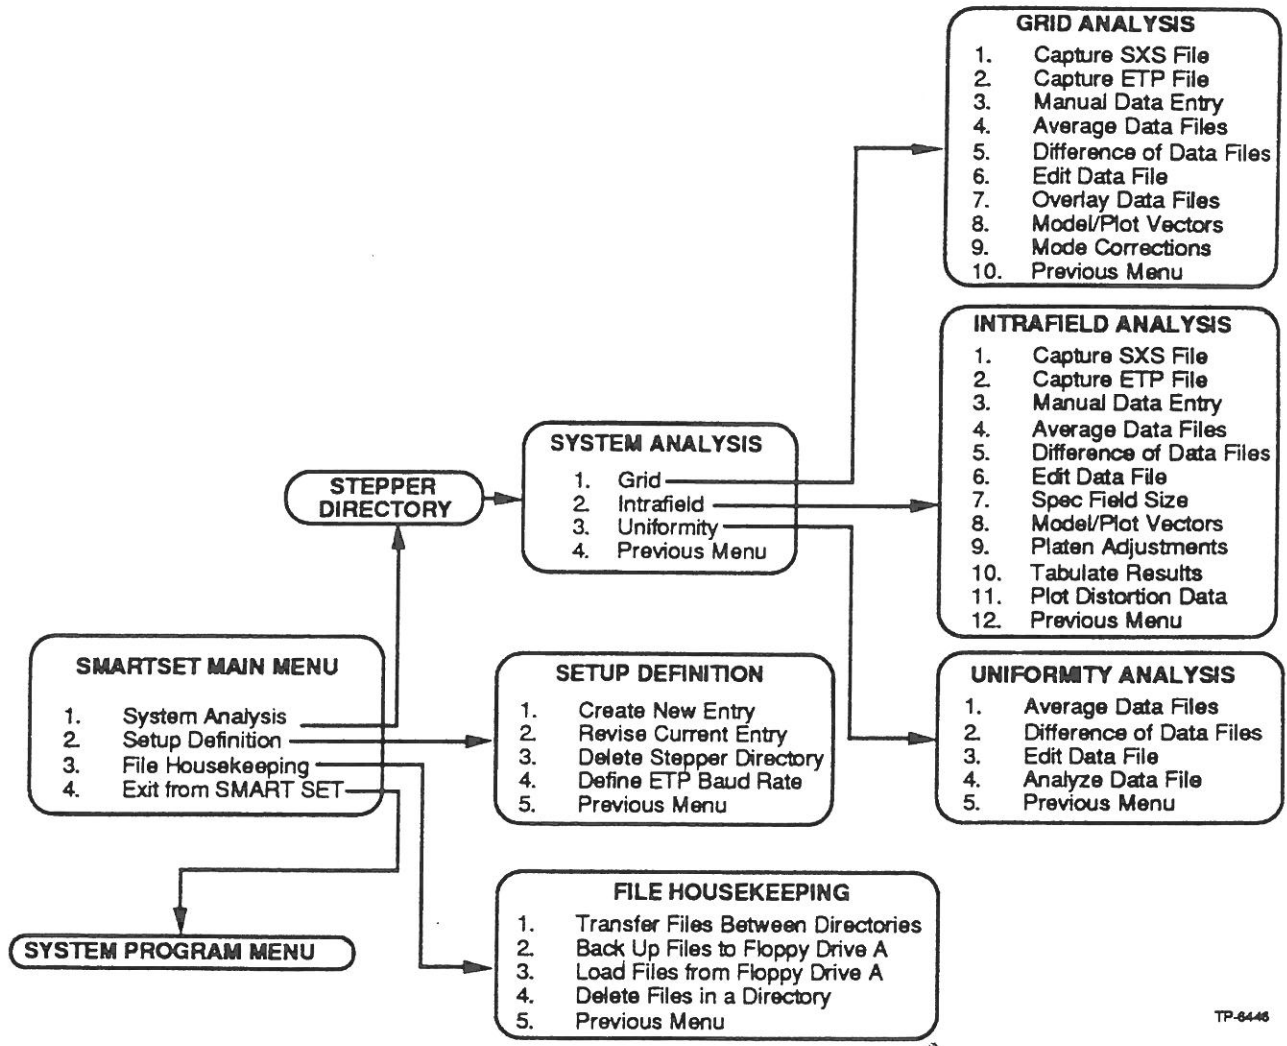 GRID ANALYSIS
1. Capture SXS File
2. Capture ETP File
3. Manual Data Entry
4. Average Data Files
5. Difference of Data Files
6. Edit Data File
7. Overlay Data Files
8. Model/Plot Vectors
9. Mode Corrections
10. Previous Menu
INTRAFIELD ANALYSIS
1. Capture SXS File
2. Capture ETP File
3. Manual Data Entry
4. Average Data Files
5. Difference of Data Files
6. Edit Data File
7. Spec Field Size
8. Model/Plot Vectors
9. Platen Adjustments
10. Tabulate Results
11. Plot Distortion Data
12. Previous Menu
SYSTEM ANALYSIS
1. Grid
2. Intrafield
3. Uniformity
4. Previous Menu
STEPPER
DIRECTORY
SMARTSET MAIN MENU
1. System Analysis
2. Setup Definition
3. File Housekeeping
4. Exit from SMART SET
SETUP DEFINITION
1. Create New Entry
2. Revise Current Entry
3. Delete Stepper Directory
4. Define ETP Baud Rate
5. Previous Menu
UNIFORMITY ANALYSIS
1. Average Data Files
2. Difference of Data Files
3. Edit Data File
4. Analyze Data File
5. Previous Menu
FILE HOUSEKEEPING
1. Transfer Files Between Directories
2. Back Up Files to Floppy Drive A
3. Load Files from Floppy Drive A
4. Delete Files in a Directory
5. Previous Menu
SYSTEM PROGRAM MENU
TP-6446